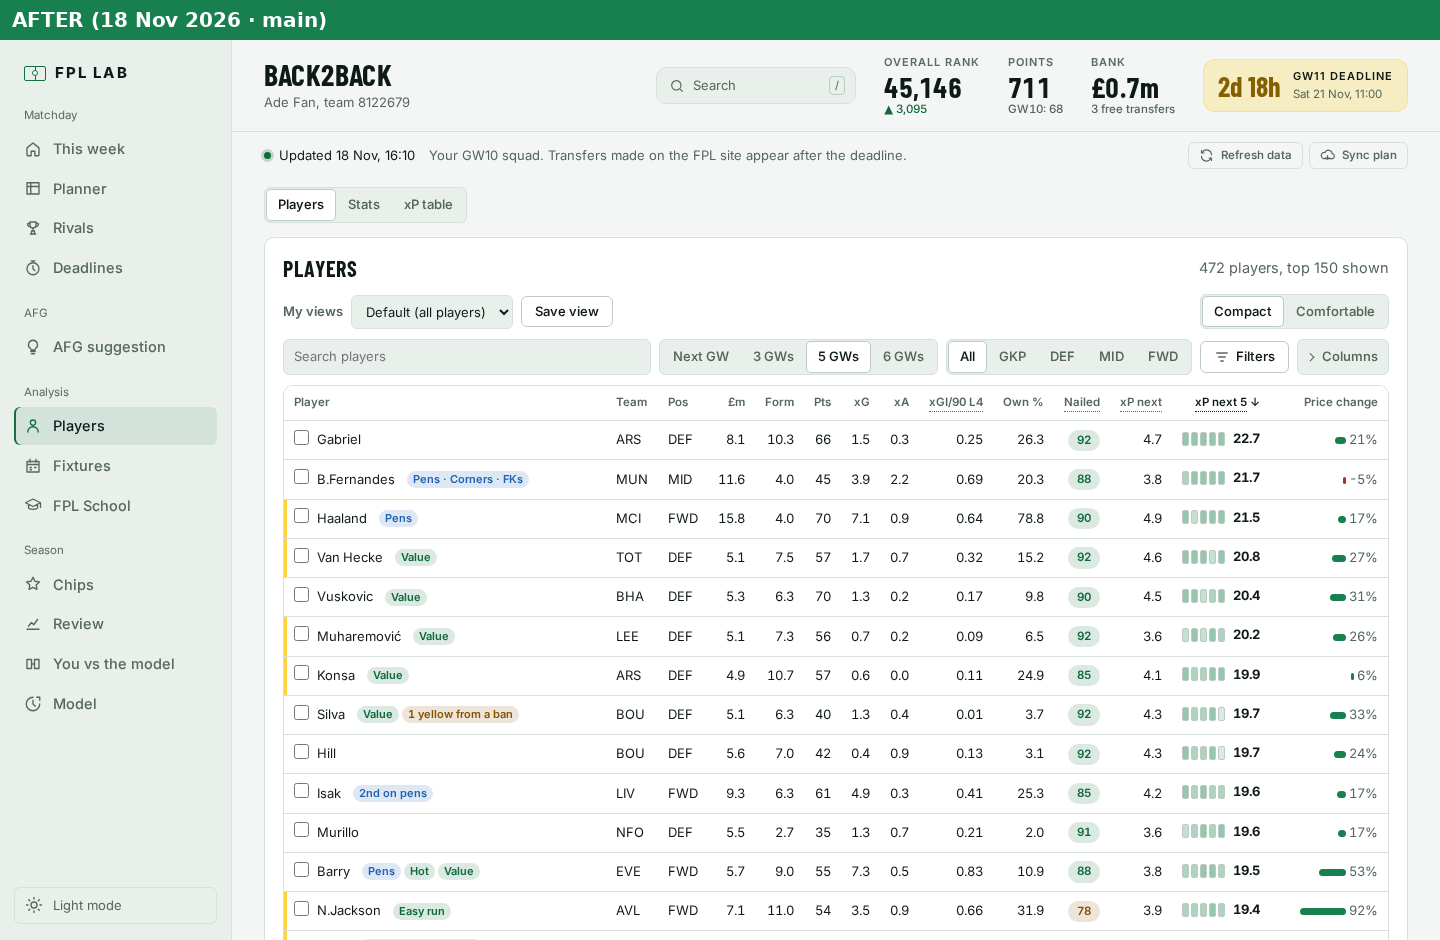 AFTER (18 Nov 2026 · main)
FPL LAB
Matchday
This week
Planner
Rivals
Deadlines
AFG
AFG suggestion
Analysis
Players
Fixtures
FPL School
Season
Chips
Review
You vs the model
Model
Light mode
BACK2BACK
Ade Fan, team 8122679
Search /
OVERALL RANK
45,146
▲ 3,095
POINTS
711
GW10: 68
BANK
£0.7m
3 free transfers
2d 18h
GW11 DEADLINE
Sat 21 Nov, 11:00
Updated 18 Nov, 16:10 Your GW10 squad. Transfers made on the FPL site appear after the deadline.
Refresh data Sync plan
Players Stats xP table
PLAYERS 472 players, top 150 shown
My views Default (all players) Save view Compact Comfortable
Search players Next GW 3 GWs 5 GWs 6 GWs All GKP DEF MID FWD Filters Columns
Player Team Pos £m Form Pts xG xA xGI/90 L4 Own % Nailed xP next xP next 5 ↓ Price change
Gabriel ARS DEF 8.1 10.3 66 1.5 0.3 0.25 26.3 92 4.7 22.7 21%
B.Fernandes Pens · Corners · FKs MUN MID 11.6 4.0 45 3.9 2.2 0.69 20.3 88 3.8 21.7 -5%
Haaland Pens MCI FWD 15.8 4.0 70 7.1 0.9 0.64 78.8 90 4.9 21.5 17%
Van Hecke Value TOT DEF 5.1 7.5 57 1.7 0.7 0.32 15.2 92 4.6 20.8 27%
Vuskovic Value BHA DEF 5.3 6.3 70 1.3 0.2 0.17 9.8 90 4.5 20.4 31%
Muharemović Value LEE DEF 5.1 7.3 56 0.7 0.2 0.09 6.5 92 3.6 20.2 26%
Konsa Value ARS DEF 4.9 10.7 57 0.6 0.0 0.11 24.9 85 4.1 19.9 6%
Silva Value 1 yellow from a ban BOU DEF 5.1 6.3 40 1.3 0.4 0.01 3.7 92 4.3 19.7 33%
Hill BOU DEF 5.6 7.0 42 0.4 0.9 0.13 3.1 92 4.3 19.7 24%
Isak 2nd on pens LIV FWD 9.3 6.3 61 4.9 0.3 0.41 25.3 85 4.2 19.6 17%
Murillo NFO DEF 5.5 2.7 35 1.3 0.7 0.21 2.0 91 3.6 19.6 17%
Barry Pens Hot Value EVE FWD 5.7 9.0 55 7.3 0.5 0.83 10.9 88 3.8 19.5 53%
N.Jackson Easy run AVL FWD 7.1 11.0 54 3.5 0.9 0.66 31.9 78 3.9 19.4 92%